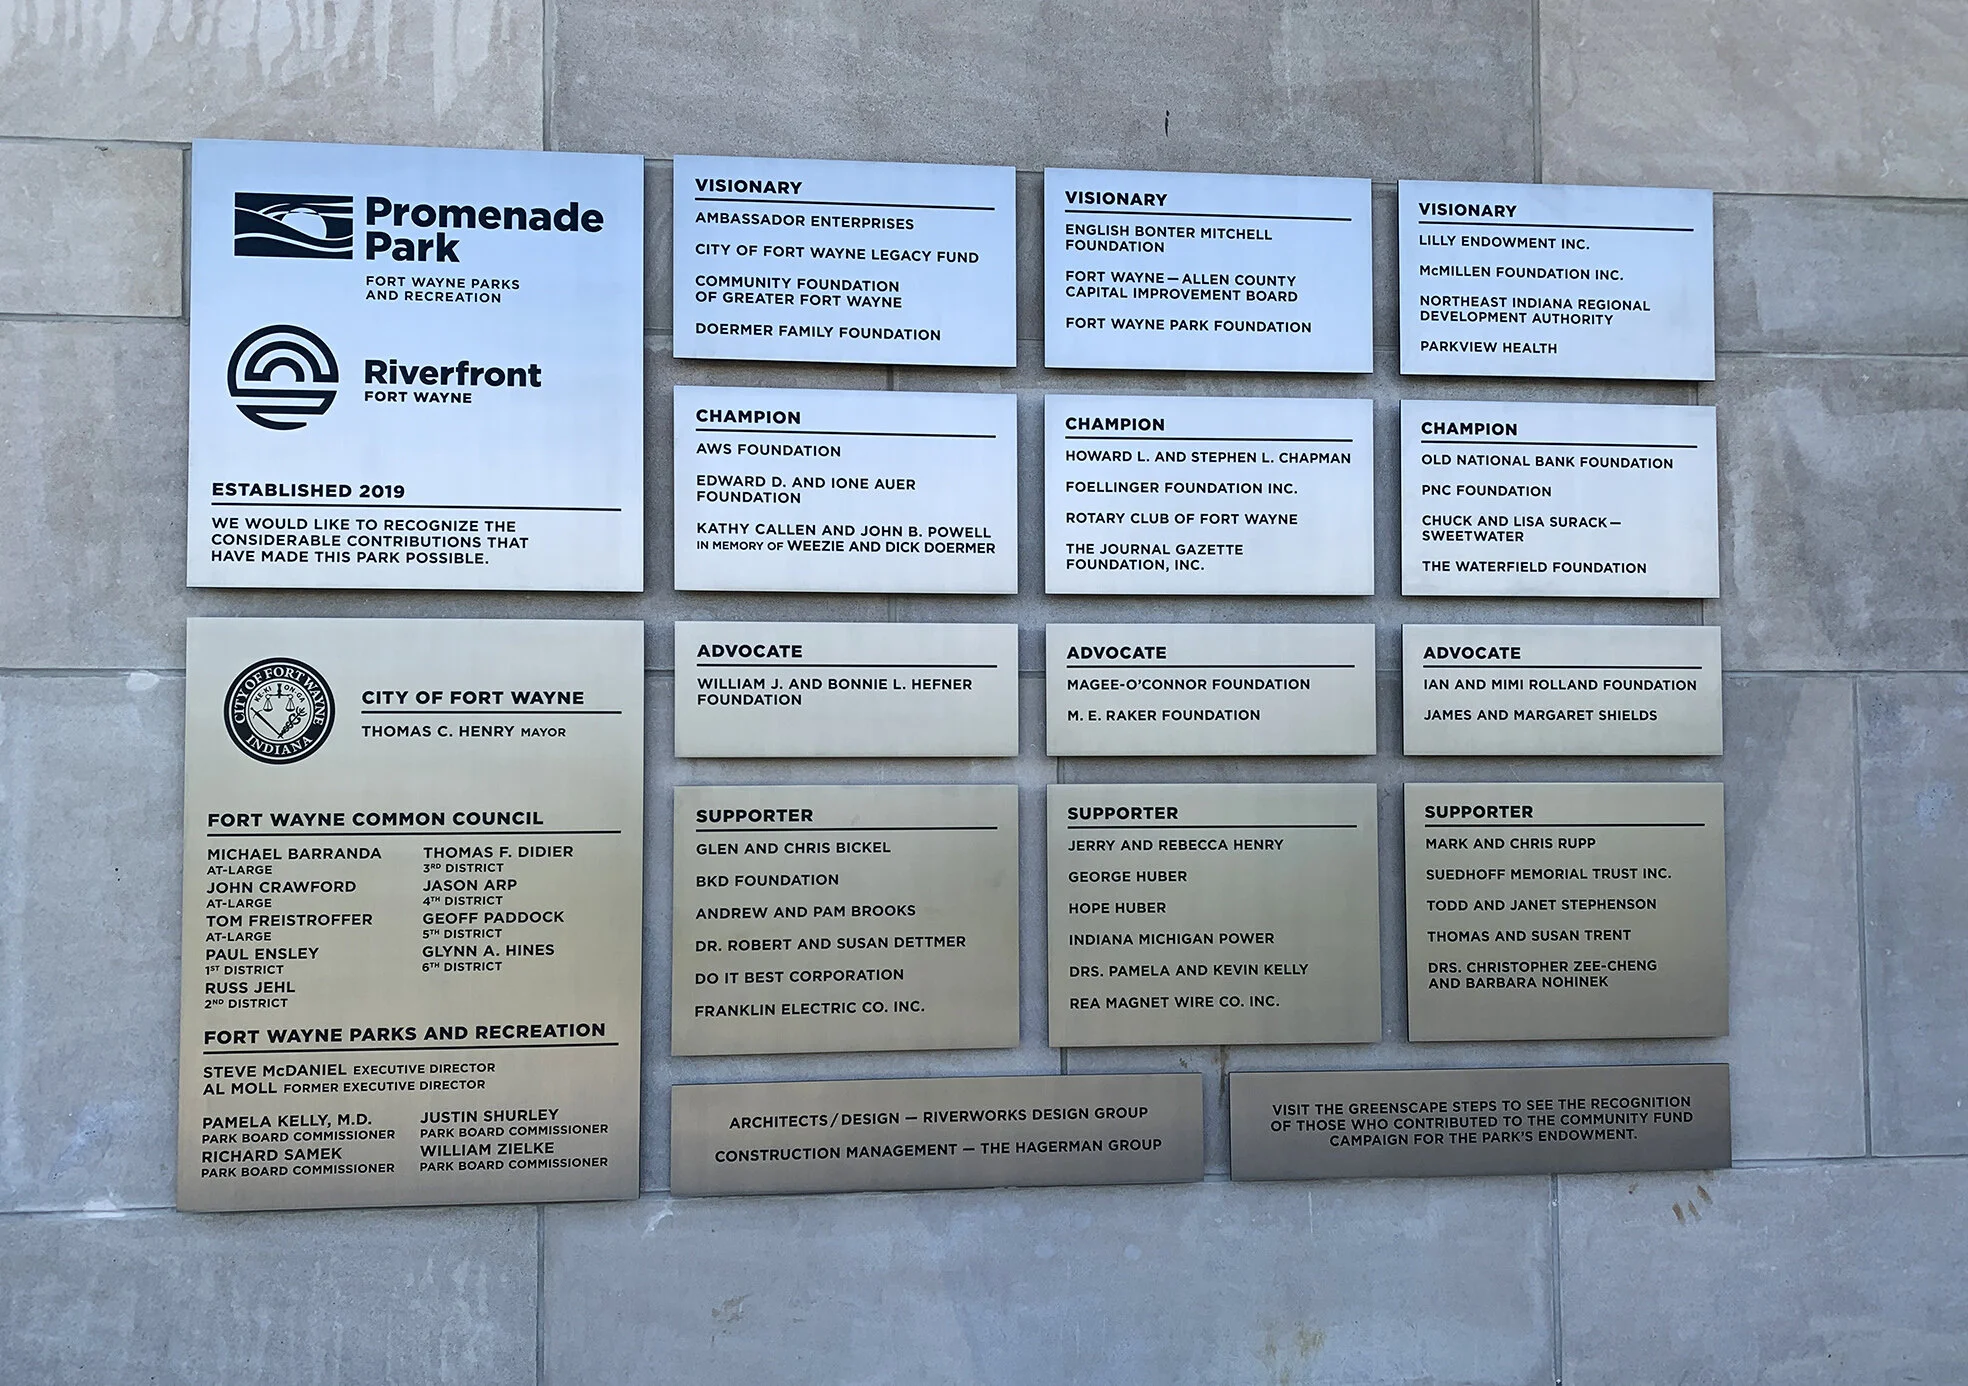 Promenade
Park
FORT WAYNE PARKS
AND RECREATION
Riverfront
FORT WAYNE
ESTABLISHED 2019
WE WOULD LIKE TO RECOGNIZE THE
CONSIDERABLE CONTRIBUTIONS THAT
HAVE MADE THIS PARK POSSIBLE.
CITY OF FORT WAYNE
INDIANA
KE-KI ON-GA
CITY OF FORT WAYNE
THOMAS C. HENRY MAYOR
FORT WAYNE COMMON COUNCIL
MICHAEL BARRANDA
AT-LARGE
JOHN CRAWFORD
AT-LARGE
TOM FREISTROFFER
AT-LARGE
PAUL ENSLEY
1ST DISTRICT
RUSS JEHL
2ND DISTRICT
THOMAS F. DIDIER
3RD DISTRICT
JASON ARP
4TH DISTRICT
GEOFF PADDOCK
5TH DISTRICT
GLYNN A. HINES
6TH DISTRICT
FORT WAYNE PARKS AND RECREATION
STEVE McDANIEL EXECUTIVE DIRECTOR
AL MOLL FORMER EXECUTIVE DIRECTOR
PAMELA KELLY, M.D.
PARK BOARD COMMISSIONER
RICHARD SAMEK
PARK BOARD COMMISSIONER
JUSTIN SHURLEY
PARK BOARD COMMISSIONER
WILLIAM ZIELKE
PARK BOARD COMMISSIONER
VISIONARY
AMBASSADOR ENTERPRISES
CITY OF FORT WAYNE LEGACY FUND
COMMUNITY FOUNDATION
OF GREATER FORT WAYNE
DOERMER FAMILY FOUNDATION
VISIONARY
ENGLISH BONTER MITCHELL
FOUNDATION
FORT WAYNE — ALLEN COUNTY
CAPITAL IMPROVEMENT BOARD
FORT WAYNE PARK FOUNDATION
VISIONARY
LILLY ENDOWMENT INC.
McMILLEN FOUNDATION INC.
NORTHEAST INDIANA REGIONAL
DEVELOPMENT AUTHORITY
PARKVIEW HEALTH
CHAMPION
AWS FOUNDATION
EDWARD D. AND IONE AUER
FOUNDATION
KATHY CALLEN AND JOHN B. POWELL
IN MEMORY OF WEEZIE AND DICK DOERMER
CHAMPION
HOWARD L. AND STEPHEN L. CHAPMAN
FOELLINGER FOUNDATION INC.
ROTARY CLUB OF FORT WAYNE
THE JOURNAL GAZETTE
FOUNDATION, INC.
CHAMPION
OLD NATIONAL BANK FOUNDATION
PNC FOUNDATION
CHUCK AND LISA SURACK —
SWEETWATER
THE WATERFIELD FOUNDATION
ADVOCATE
WILLIAM J. AND BONNIE L. HEFNER
FOUNDATION
ADVOCATE
MAGEE-O'CONNOR FOUNDATION
M. E. RAKER FOUNDATION
ADVOCATE
IAN AND MIMI ROLLAND FOUNDATION
JAMES AND MARGARET SHIELDS
SUPPORTER
GLEN AND CHRIS BICKEL
BKD FOUNDATION
ANDREW AND PAM BROOKS
DR. ROBERT AND SUSAN DETTMER
DO IT BEST CORPORATION
FRANKLIN ELECTRIC CO. INC.
SUPPORTER
JERRY AND REBECCA HENRY
GEORGE HUBER
HOPE HUBER
INDIANA MICHIGAN POWER
DRS. PAMELA AND KEVIN KELLY
REA MAGNET WIRE CO. INC.
SUPPORTER
MARK AND CHRIS RUPP
SUEDHOFF MEMORIAL TRUST INC.
TODD AND JANET STEPHENSON
THOMAS AND SUSAN TRENT
DRS. CHRISTOPHER ZEE-CHENG
AND BARBARA NOHINEK
ARCHITECTS / DESIGN — RIVERWORKS DESIGN GROUP
CONSTRUCTION MANAGEMENT — THE HAGERMAN GROUP
VISIT THE GREENSCAPE STEPS TO SEE THE RECOGNITION
OF THOSE WHO CONTRIBUTED TO THE COMMUNITY FUND
CAMPAIGN FOR THE PARK'S ENDOWMENT.